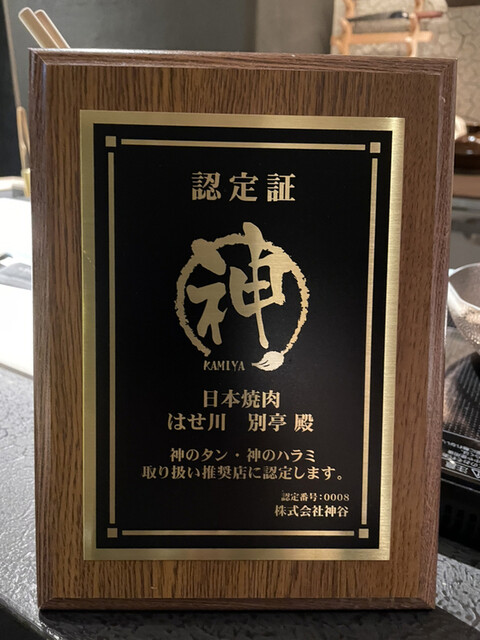 認定証
神
KAMIYA
日本焼肉
はせ川 別亭 殿
神のタン・神のハラミ
取り扱い推奨店に認定します。
認定番号:0008
株式会社神谷